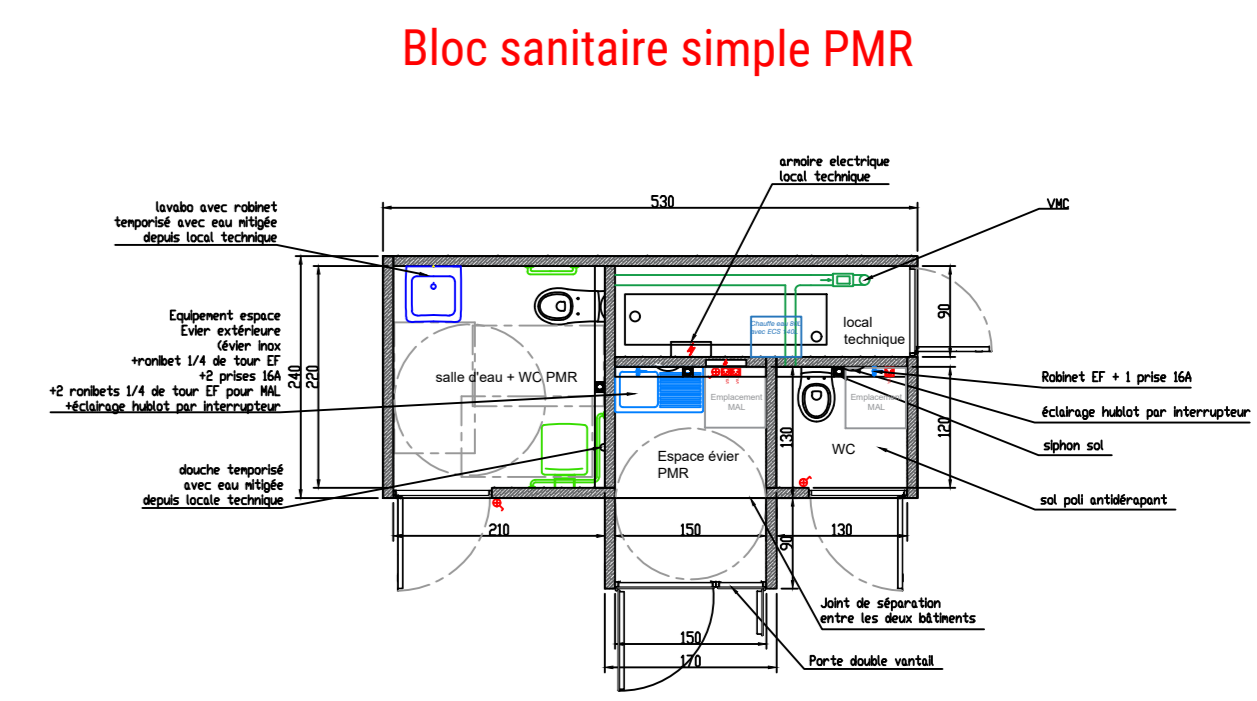 Bloc sanitaire simple PMR
armoire electrique
local technique
530
VMC
lavabo avec robinet
temporisé avec eau mitigée
depuis local technique
Equipement espace
Evier extérieure
(évier inox
+ronibet 1/4 de tour EF
+2 prises 16A
+2 ronibets 1/4 de tour EF pour MAL
+éclairage hublot par interrupteur
douche temporisé
avec eau mitigée
depuis locale technique
240
220
salle d'eau + WC PMR
Chauffe eau
avec ECS
local
technique
90
Emplacement
MAL
Emplacement
MAL
Espace évier
PMR
130
WC
120
Robinet EF + 1 prise 16A
éclairage hublot par interrupteur
siphon sol
sol poli antidérapant
210
150
130
90
Joint de séparation
entre les deux bâtiments
150
170
Porte double vantail